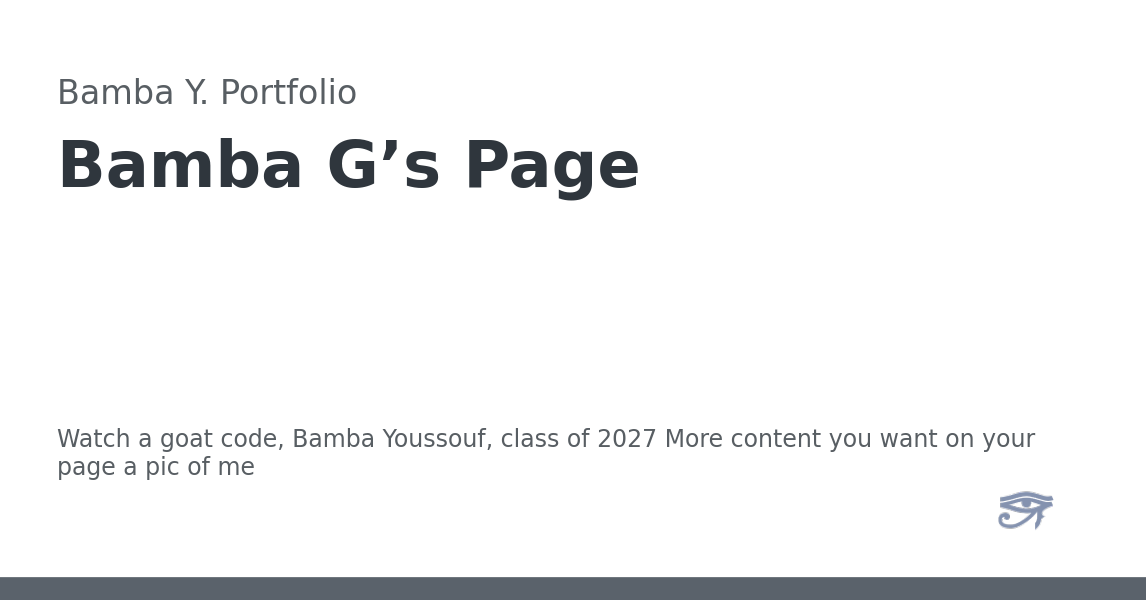 Bamba Y. Portfolio
Bamba G’s Page
Watch a goat code, Bamba Youssouf, class of 2027 More content you want on your
page a pic of me